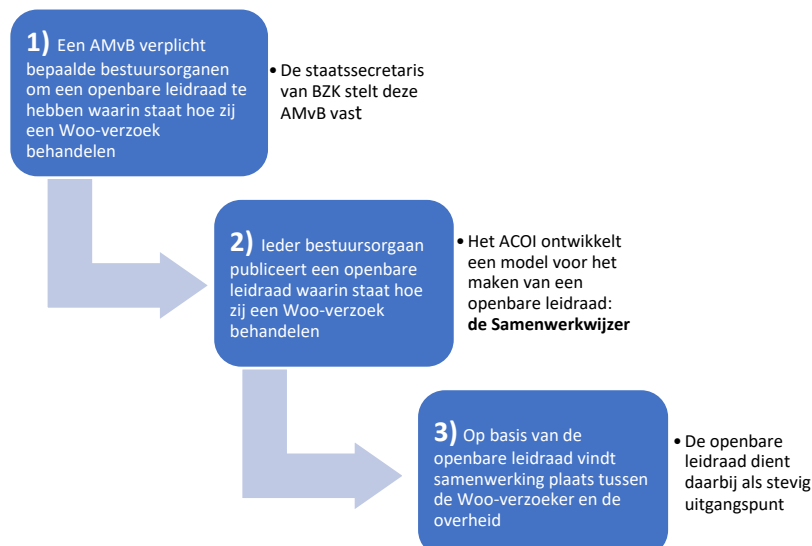 1) Een AMvB verplicht
bepaalde bestuursorganen
om een openbare leidraad te
hebben waarin staat hoe zij
een Woo-verzoek
behandelen
• De staatssecretaris
van BZK stelt deze
AMvB vast
2) Ieder bestuursorgaan
publiceert een openbare
leidraad waarin staat hoe
zij een Woo-verzoek
behandelen
• Het ACOI ontwikkelt
een model voor het
maken van een
openbare leidraad:
de Samenwerkwijzer
3) Op basis van de
openbare leidraad vindt
samenwerking plaats tussen
de Woo-verzoeker en de
overheid
• De openbare
leidraad dient
daarbij als stevig
uitgangspunt